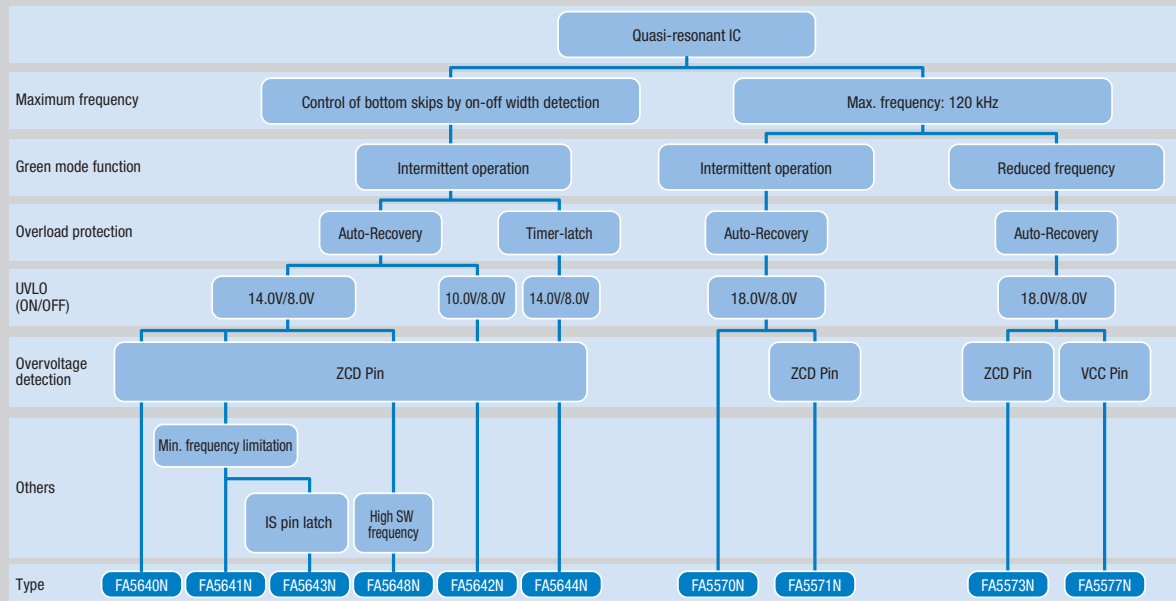 Quasi-resonant IC
Maximum frequency
Control of bottom skips by on-off width detection
Max. frequency: 120 kHz
Green mode function
Intermittent operation
Intermittent operation
Reduced frequency
Overload protection
Auto-Recovery
Timer-latch
Auto-Recovery
Auto-Recovery
UVLO
(ON/OFF)
14.0V/8.0V
10.0V/8.0V
14.0V/8.0V
18.0V/8.0V
18.0V/8.0V
Overvoltage
detection
ZCD Pin
ZCD Pin
ZCD Pin
VCC Pin
Others
Min. frequency limitation
IS pin latch
High SW
frequency
Type
FA5640N
FA5641N
FA5643N
FA5648N
FA5642N
FA5644N
FA5570N
FA5571N
FA5573N
FA5577N